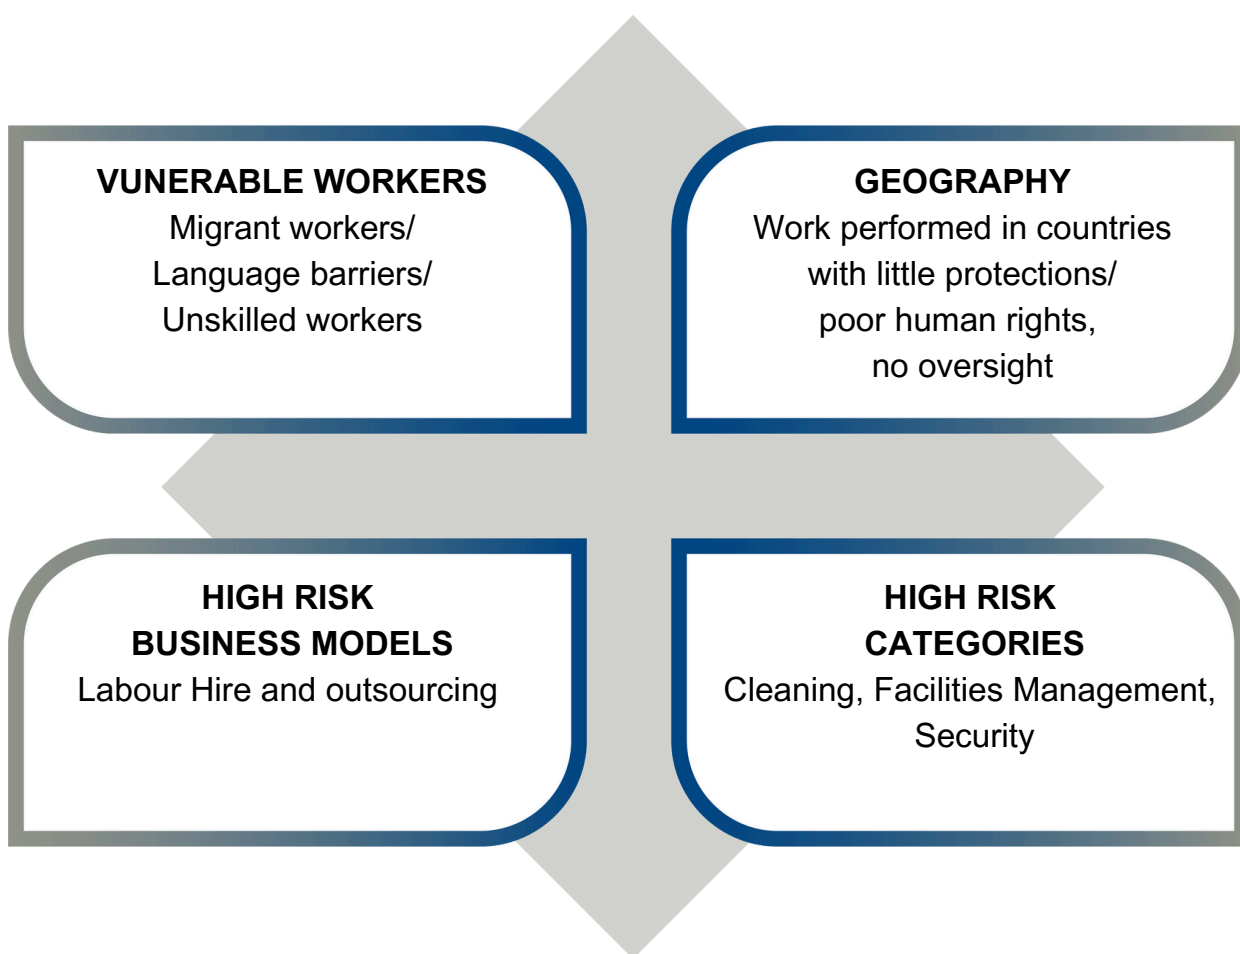 VUNERABLE WORKERS
Migrant workers/
Language barriers/
Unskilled workers
GEOGRAPHY
Work performed in countries
with little protections/
poor human rights,
no oversight
HIGH RISK
BUSINESS MODELS
Labour Hire and outsourcing
HIGH RISK
CATEGORIES
Cleaning, Facilities Management,
Security